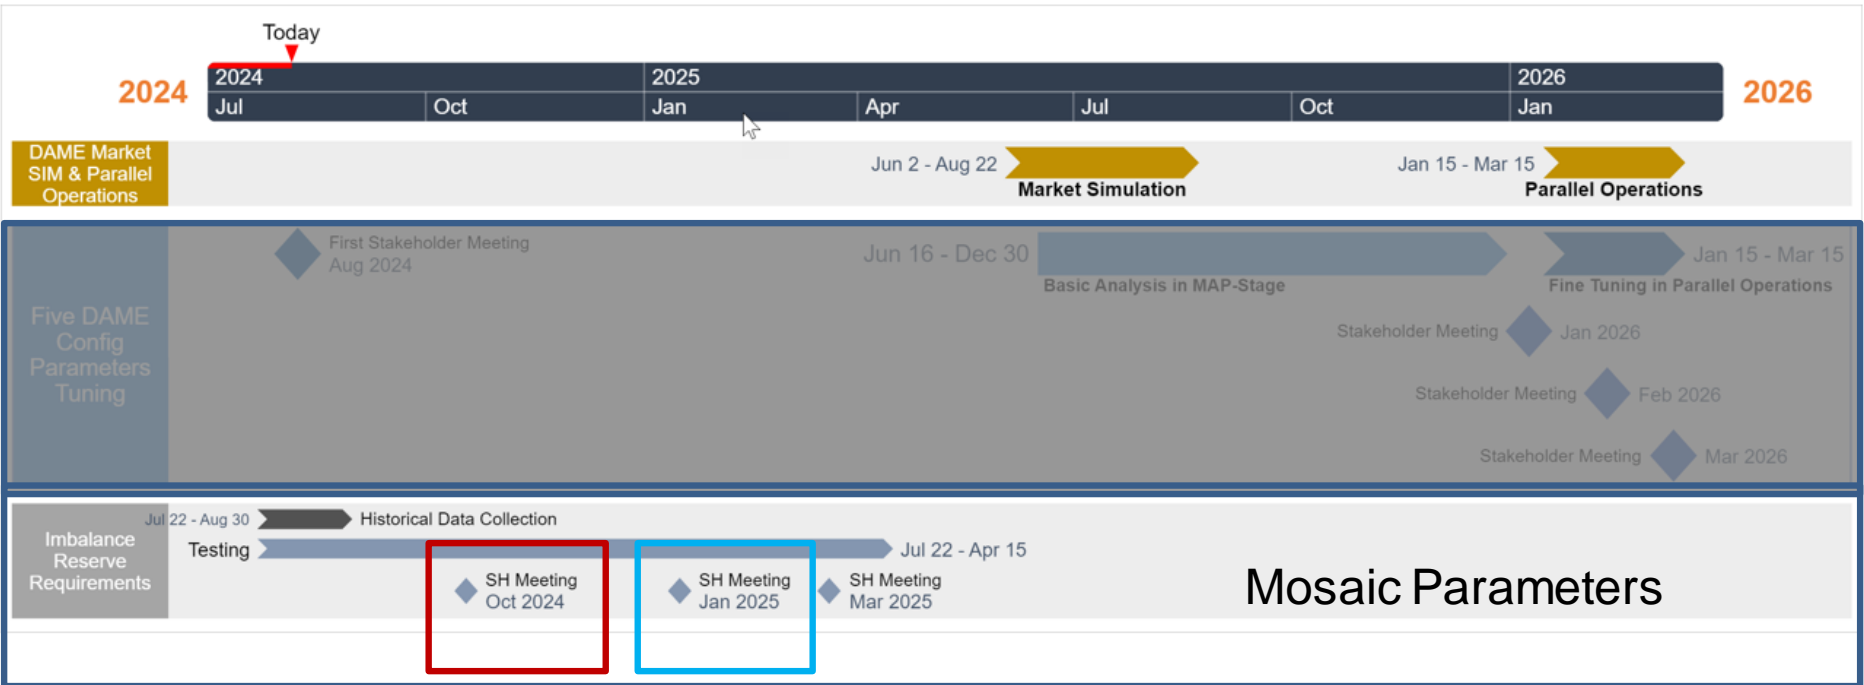 Today
2024
2024
2025
2026
Jul
Oct
Jan
Apr
Jul
Oct
Jan
2026
DAME Market
SIM & Parallel
Operations
Jun 2 - Aug 22
Market Simulation
Jan 15 - Mar 15
Parallel Operations
Five DAME
Config
Parameters
Tuning
First Stakeholder Meeting
Aug 2024
Jun 16 - Dec 30
Basic Analysis in MAP-Stage
Jan 15 - Mar 15
Fine Tuning in Parallel Operations
Stakeholder Meeting Jan 2026
Stakeholder Meeting Feb 2026
Stakeholder Meeting Mar 2026
Imbalance
Reserve
Requirements
Jul 22 - Aug 30 Historical Data Collection
Testing Jul 22 - Apr 15
SH Meeting
Oct 2024
SH Meeting
Jan 2025
SH Meeting
Mar 2025
Mosaic Parameters